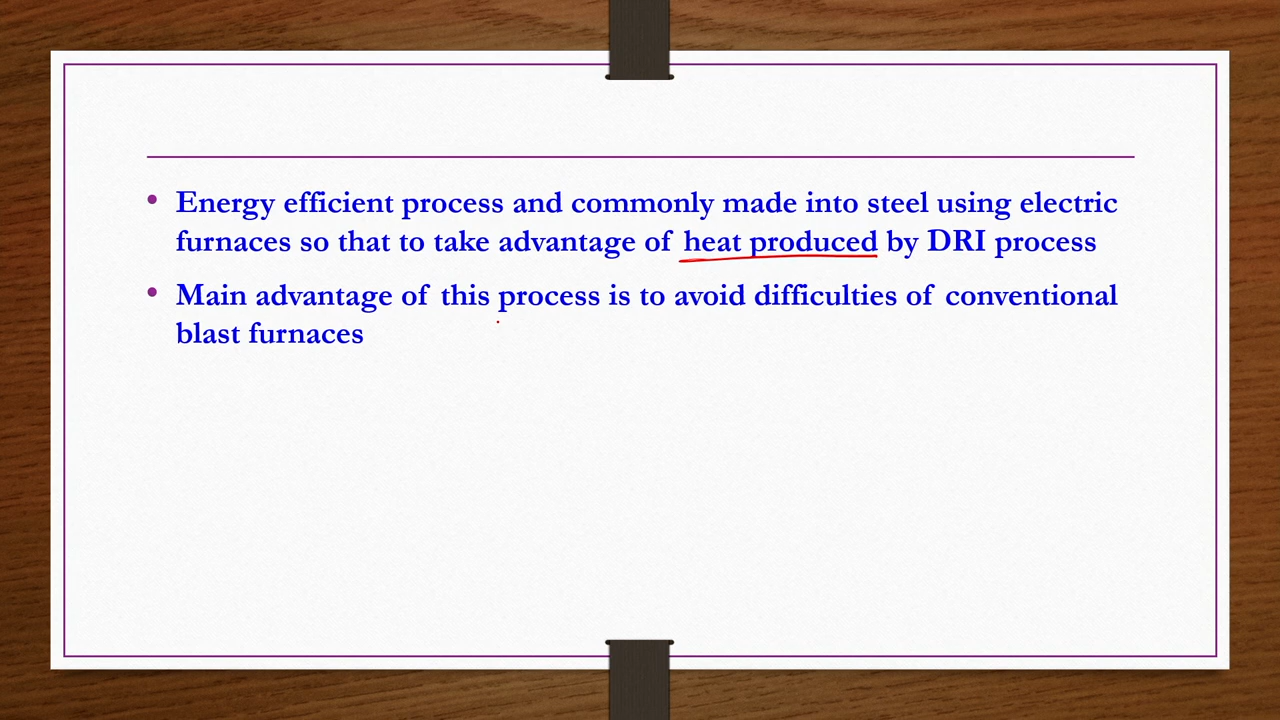 • Energy efficient process and commonly made into steel using electric
furnaces so that to take advantage of heat produced by DRI process
• Main advantage of this process is to avoid difficulties of conventional
blast furnaces